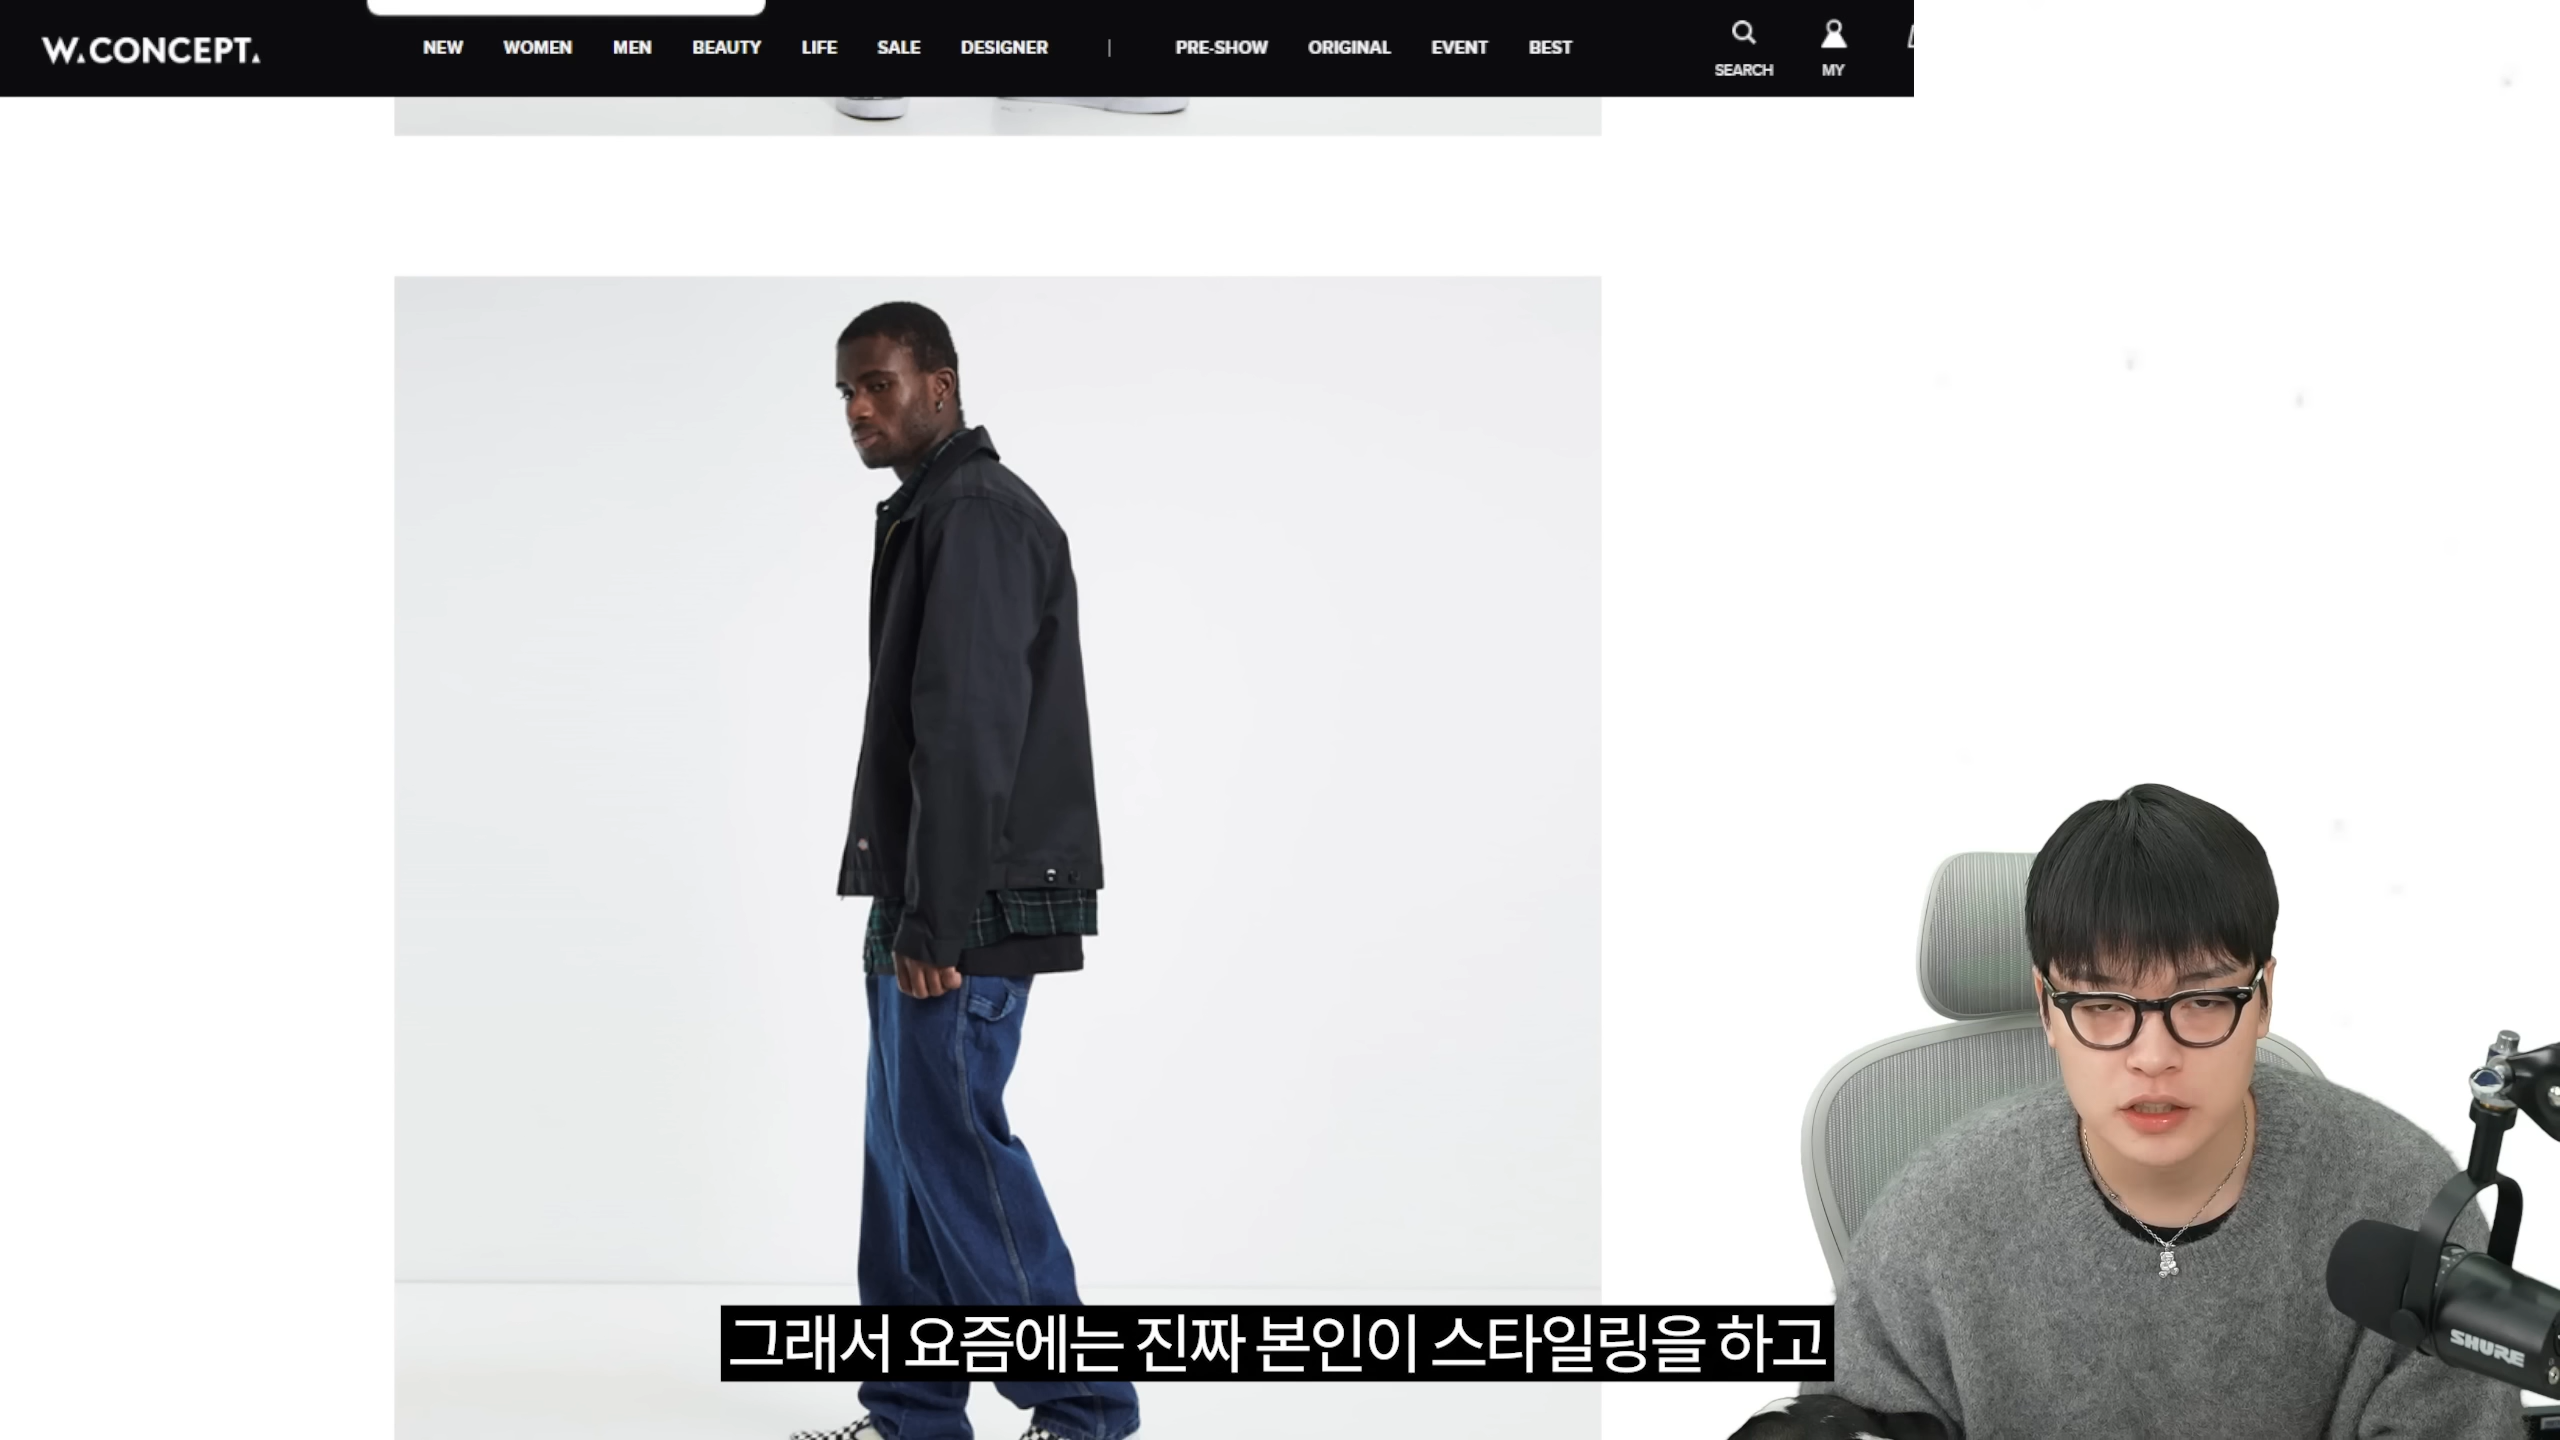 W.CONCEPT.
NEW WOMEN MEN BEAUTY LIFE SALE DESIGNER | PRE-SHOW ORIGINAL EVENT BEST
SEARCH MY
그래서 요즘에는 진짜 본인이 스타일링을 하고
SHURE